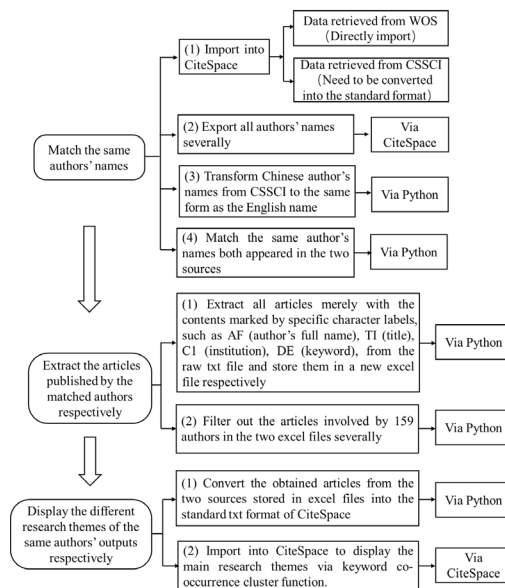 (1) Import into
CiteSpace
Data retrieved from WOS
(Directly import)
Data retrieved from CSSCI
(Need to be converted
into the standard format)
Match the same
authors' names
(2) Export all authors' names
severally
Via
CiteSpace
(3) Transform Chinese author's
names from CSSCI to the same
form as the English name
Via Python
(4) Match the same author's
names both appeared in the two
sources
Via Python
Extract the articles
published by the
matched authors
respectively
(1) Extract all articles merely with the
contents marked by specific character labels,
such as AF (author's full name), TI (title),
C1 (institution), DE (keyword), from the
raw txt file and store them in a new excel
file respectively
Via Python
(2) Filter out the articles involved by 159
authors in the two excel files severally
Via Python
Display the different
research themes of the
same authors' outputs
respectively
(1) Convert the obtained articles from the
two sources stored in excel files into the
standard txt format of CiteSpace
Via Python
(2) Import into CiteSpace to display the
main research themes via keyword co-
occurrence cluster function.
Via
CiteSpace